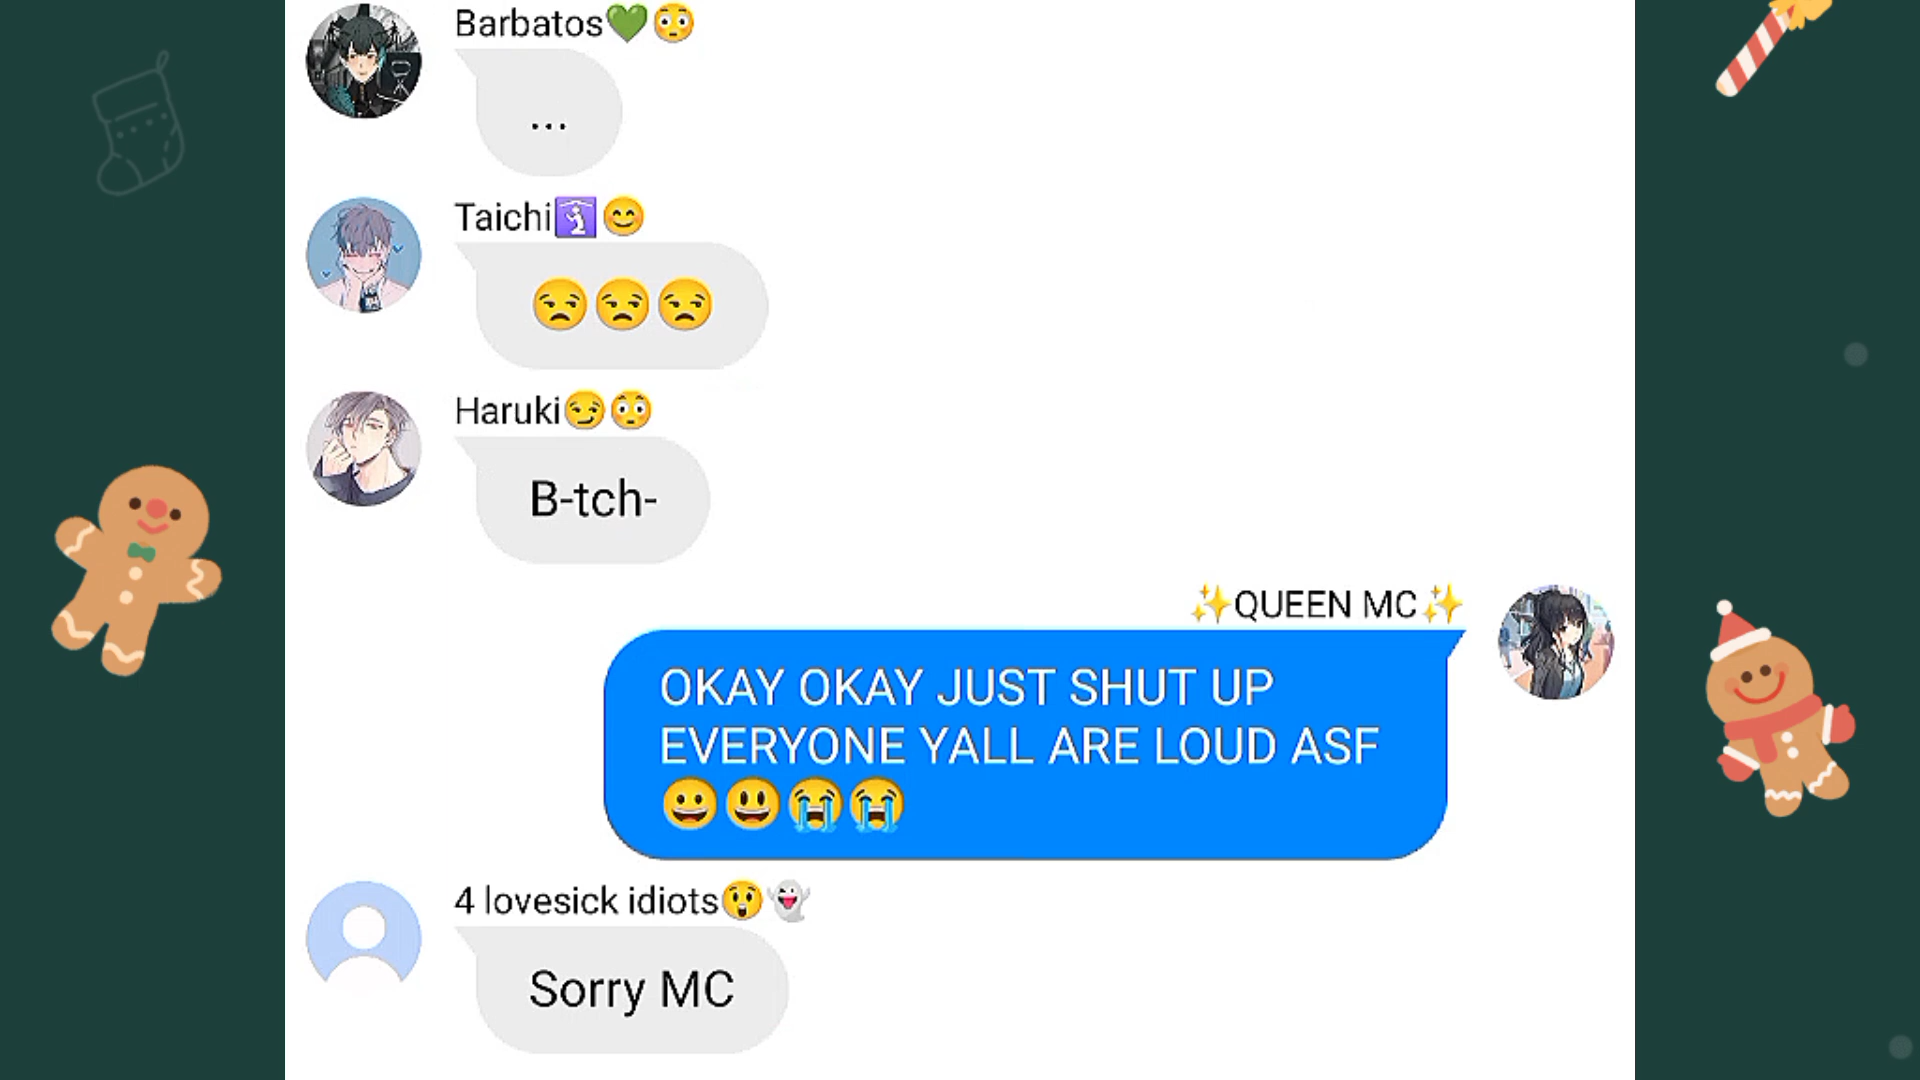 Barbatos💚😳
...
Taichi🛐😊
😒😒😒
Haruki😏😳
B-tch-
✨QUEEN MC✨
OKAY OKAY JUST SHUT UP
EVERYONE YALL ARE LOUD ASF
😀😃😭😭
4 lovesick idiots😲👻
Sorry MC